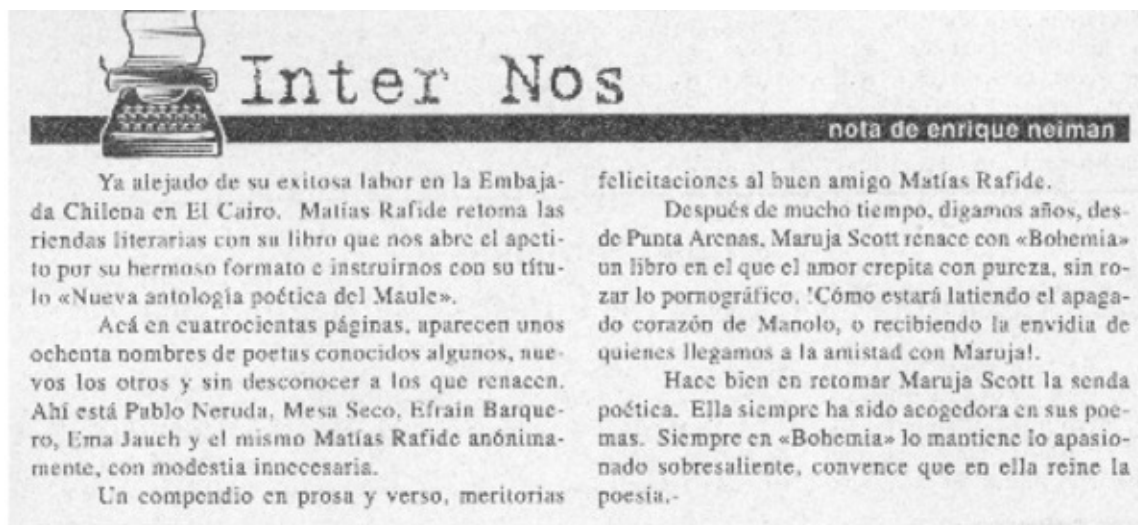 Inter Nos
nota de enrique neiman
Ya alejado de su exitosa labor en la Embaja-
da Chilena en El Cairo. Matías Rafide retoma las
riendas literarias con su libro que nos abre el apeti-
to por su hermoso formato e instruirnos con su títu-
lo «Nueva antología poética del Maule».
Acá en cuatrocientas páginas, aparecen unos
ochenta nombres de poetas conocidos algunos, nue-
vos los otros y sin desconocer a los que renacen.
Ahí está Pablo Neruda, Mesa Seco, Efraín Barque-
ro, Ema Jauch y el mismo Matías Rafide anónima-
mente, con modestia innecesaria.
Un compendio en prosa y verso, meritorias
felicitaciones al buen amigo Matías Rafide.
Después de mucho tiempo, digamos años, des-
de Punta Arenas, Maruja Scott renace con «Bohemia»
un libro en el que el amor crepita con pureza, sin ro-
zar lo pornográfico. !Cómo estará latiendo el apaga-
do corazón de Manolo, o recibiendo la envidia de
quienes llegamos a la amistad con Maruja!.
Hace bien en retomar Maruja Scott la senda
poética. Ella siempre ha sido acogedora en sus poe-
mas. Siempre en «Bohemia» lo mantiene lo apasio-
nado sobresaliente, convence que en ella reine la
poesía.-